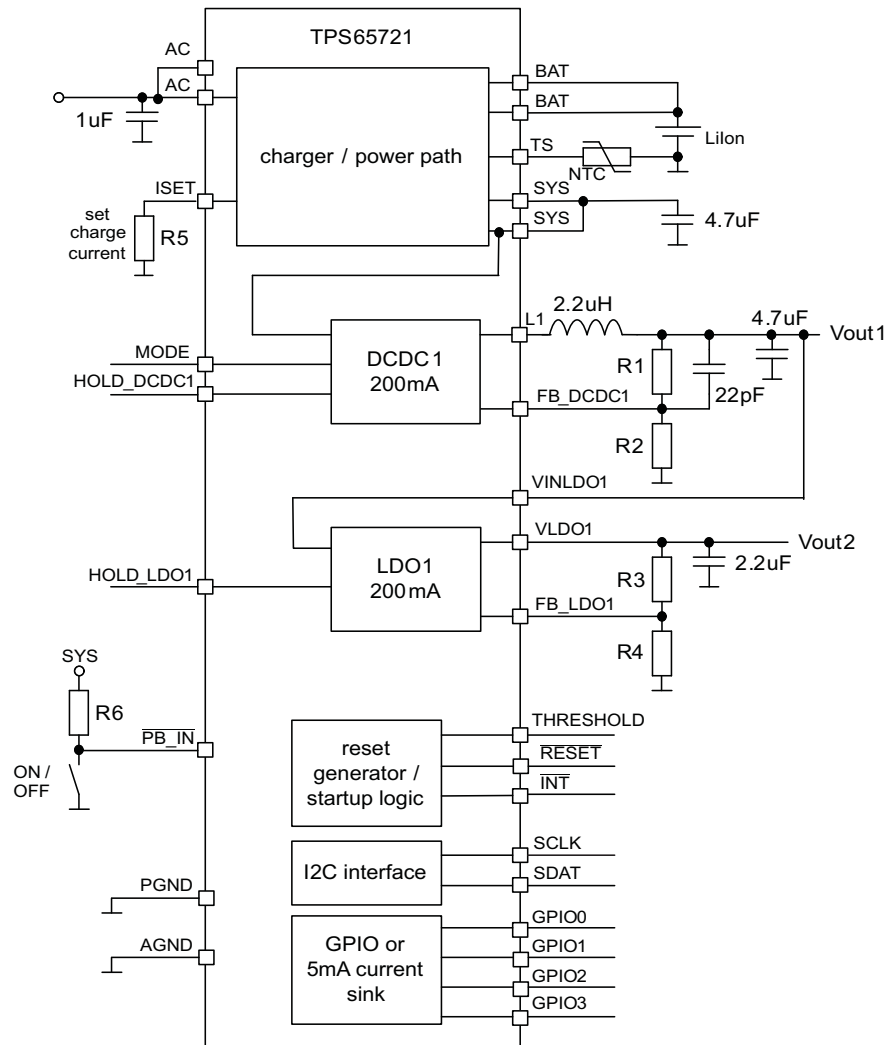 TPS65721
AC
AC
1uF
charger / power path
BAT
BAT
TS
NTC
LiIon
SYS
SYS
4.7uF
ISET
set
charge
current
R5
MODE
HOLD_DCDC1
DCDC1
200mA
L1
2.2uH
4.7uF
Vout1
R1
22pF
FB_DCDC1
R2
VINLDO1
VLDO1
Vout2
HOLD_LDO1
LDO1
200mA
R3
2.2uF
FB_LDO1
R4
SYS
R6
PB_IN
ON /
OFF
reset
generator /
startup logic
THRESHOLD
RESET
INT
I2C interface
SCLK
SDAT
PGND
AGND
GPIO or
5mA current
sink
GPIO0
GPIO1
GPIO2
GPIO3